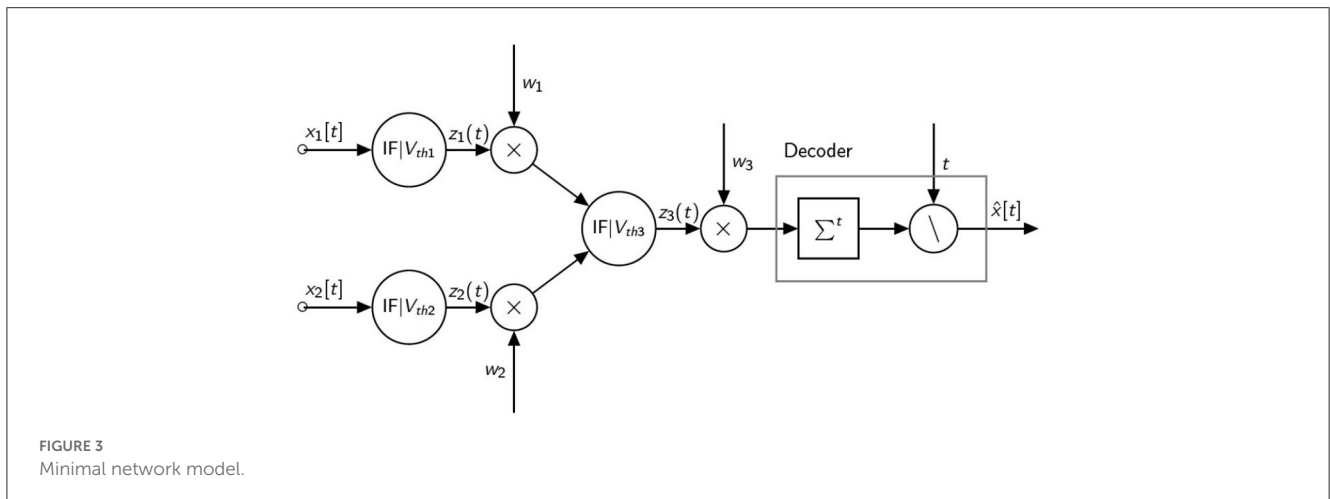 w₁
x₁[t]
IF|Vₜₕ₁
z₁(t)
×
w₃
Decoder
t
IF|Vₜₕ₃
z₃(t)
×
∑ᵗ
\
x̂[t]
x₂[t]
IF|Vₜₕ₂
z₂(t)
×
w₂
FIGURE 3
Minimal network model.